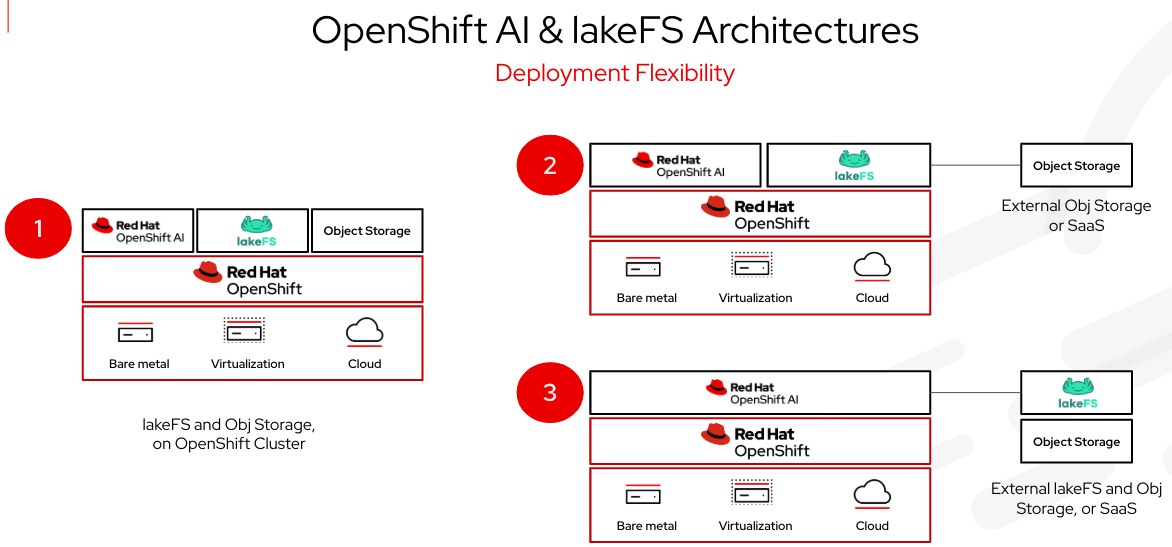 OpenShift AI & lakeFS Architectures
Deployment Flexibility
1
Red Hat
OpenShift AI
lakeFS
Object Storage
Red Hat
OpenShift
Bare metal
Virtualization
Cloud
lakeFS and Obj Storage,
on OpenShift Cluster
2
Red Hat
OpenShift AI
lakeFS
Object Storage
External Obj Storage
or SaaS
Red Hat
OpenShift
Bare metal
Virtualization
Cloud
3
Red Hat
OpenShift AI
lakeFS
Object Storage
External lakeFS and Obj
Storage, or SaaS
Red Hat
OpenShift
Bare metal
Virtualization
Cloud